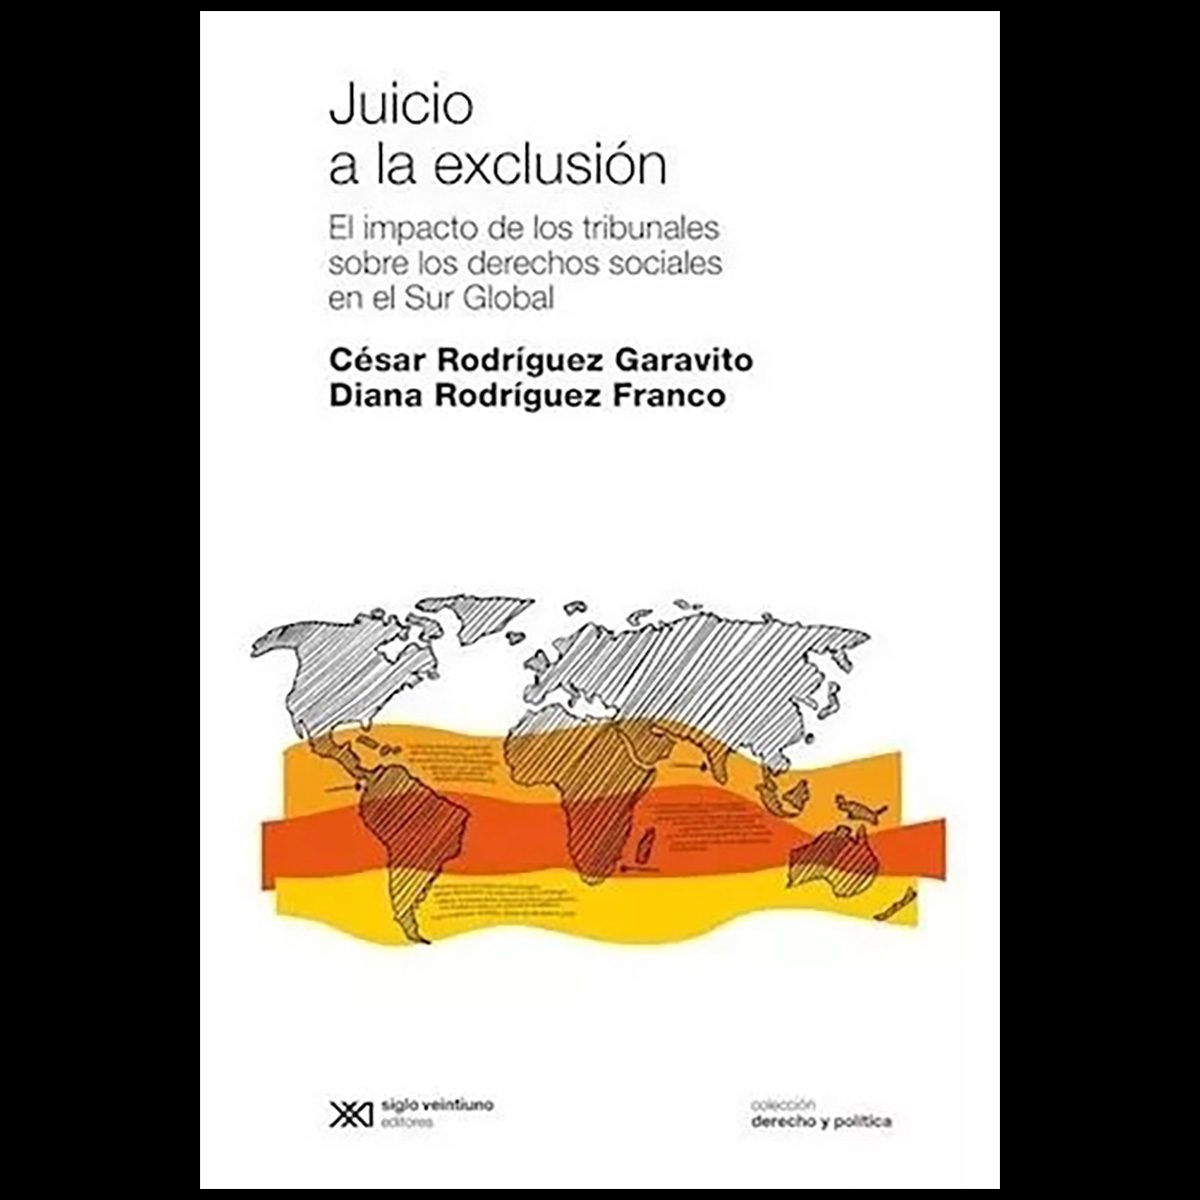 Juicio
a la exclusión
El impacto de los tribunales
sobre los derechos sociales
en el Sur Global
César Rodríguez Garavito
Diana Rodríguez Franco
siglo veintiuno
editores
colección
derecho y política